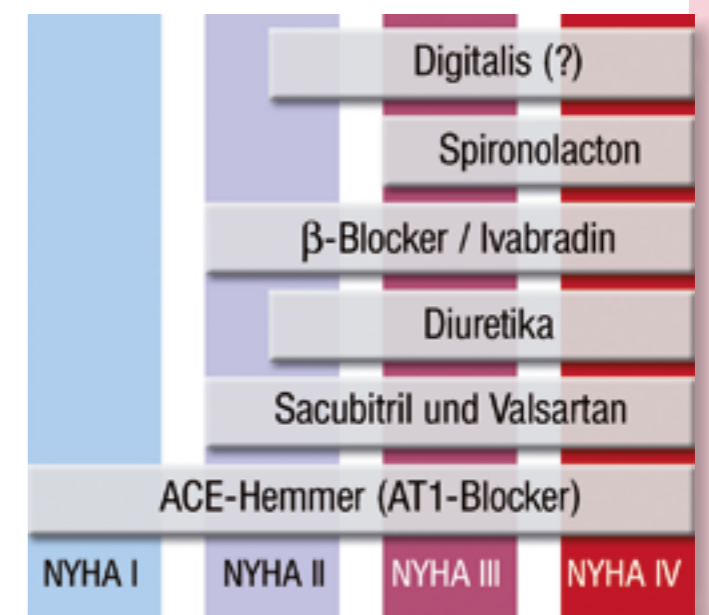 Digitalis (?)
Spironolacton
β-Blocker / Ivabradin
Diuretika
Sacubitril und Valsartan
ACE-Hemmer (AT1-Blocker)
NYHA I NYHA II NYHA III NYHA IV